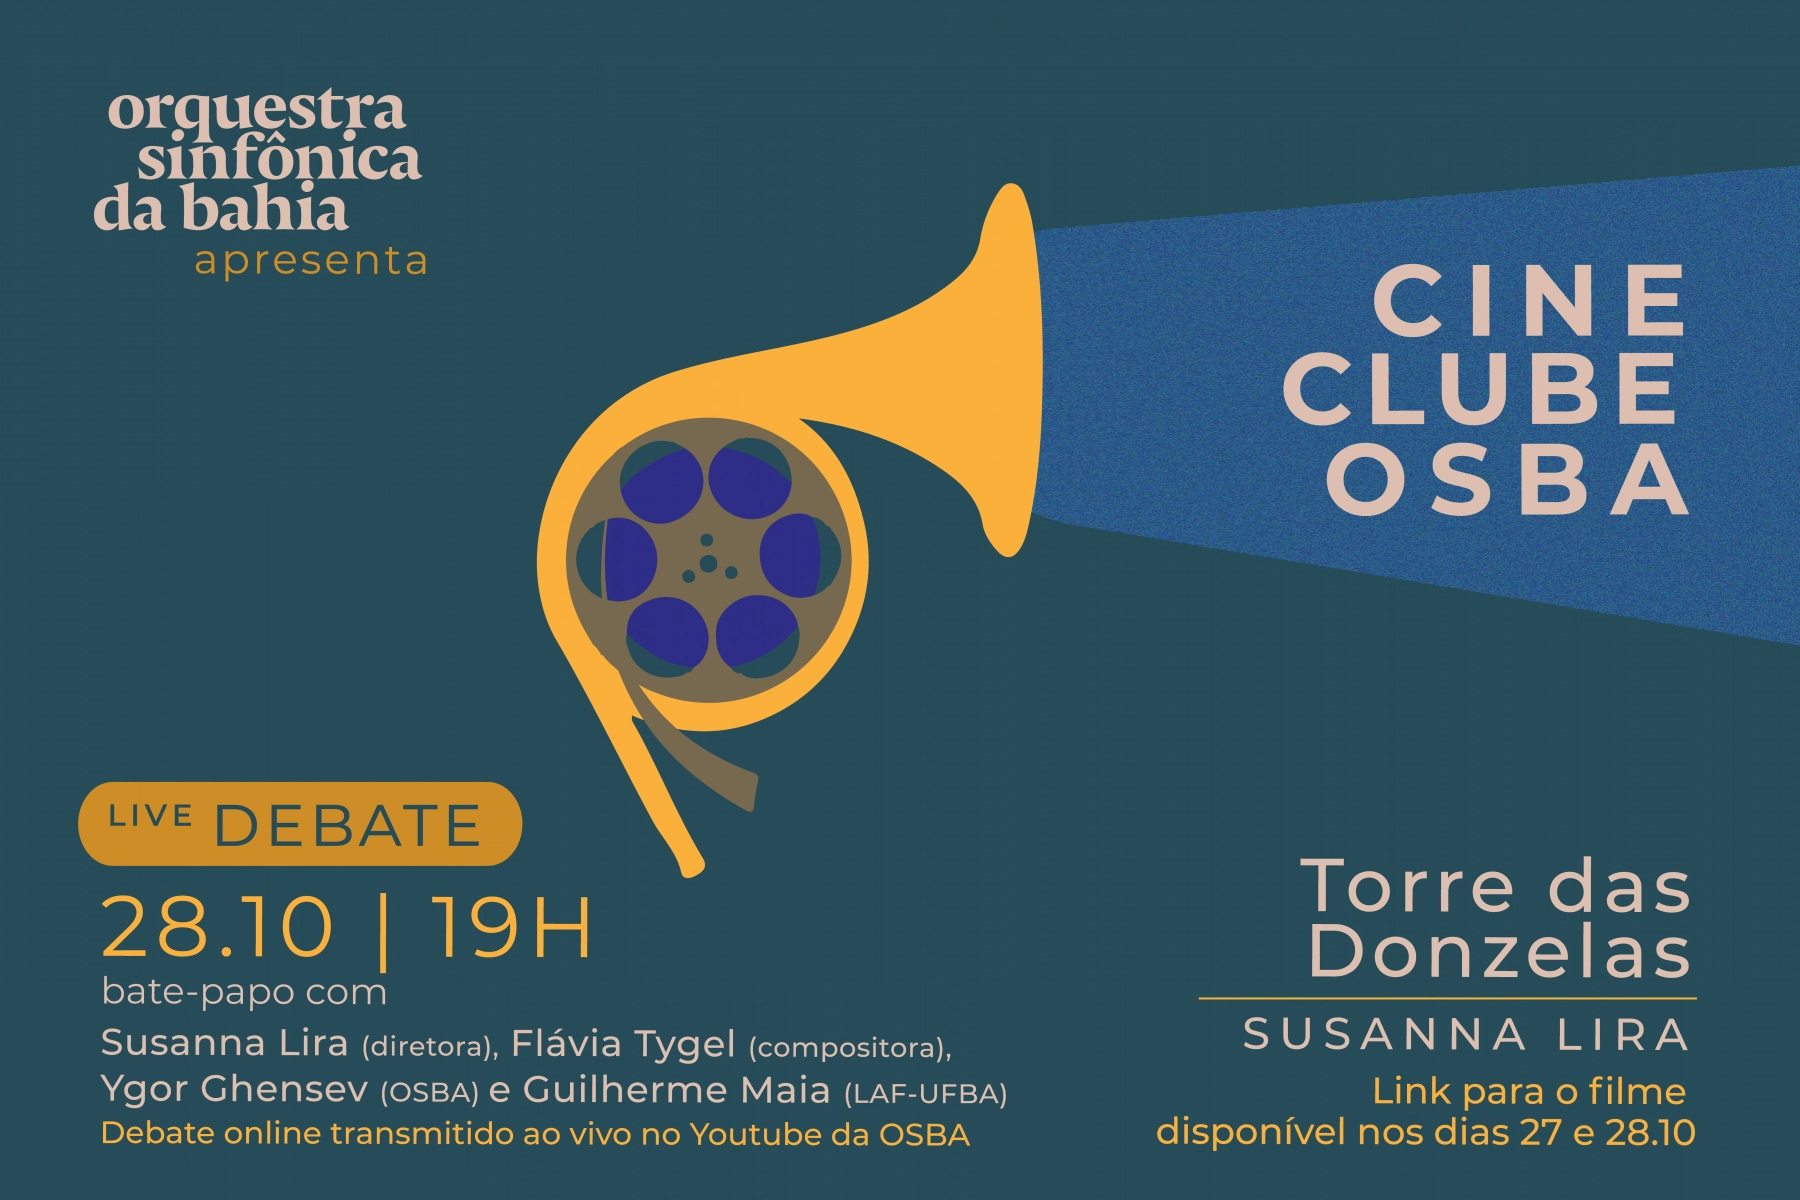 orquestra
sinfônica
da bahia
apresenta
CINE
CLUBE
OSBA
LIVE DEBATE
28.10 | 19H
bate-papo com
Susanna Lira (diretora), Flávia Tygel (compositora),
Ygor Ghensev (OSBA) e Guilherme Maia (LAF-UFBA)
Debate online transmitido ao vivo no Youtube da OSBA
Torre das
Donzelas
SUSANNA LIRA
Link para o filme
disponível nos dias 27 e 28.10